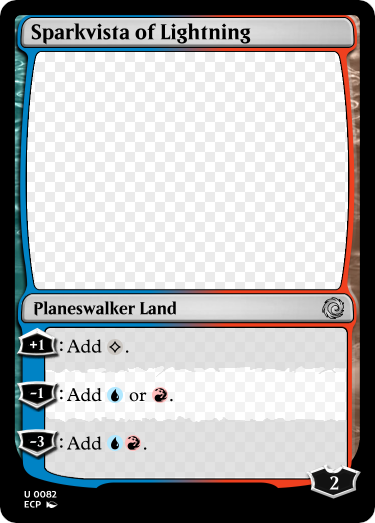 Sparkvista of Lightning
Planeswalker Land
+1: Add .
-1: Add or .
-3: Add .
2
U 0082
ECP